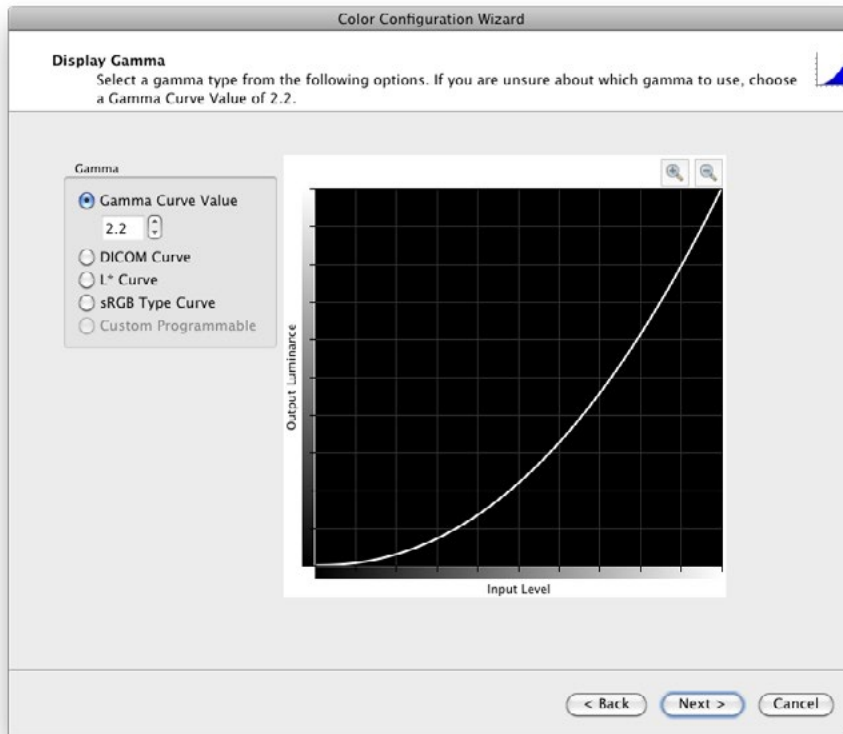 Color Configuration Wizard
Display Gamma
Select a gamma type from the following options. If you are unsure about which gamma to use, choose
a Gamma Curve Value of 2.2.
Gamma
Gamma Curve Value
2.2
DICOM Curve
L* Curve
sRGB Type Curve
Custom Programmable
Output Luminance
Input Level
< Back
Next >
Cancel